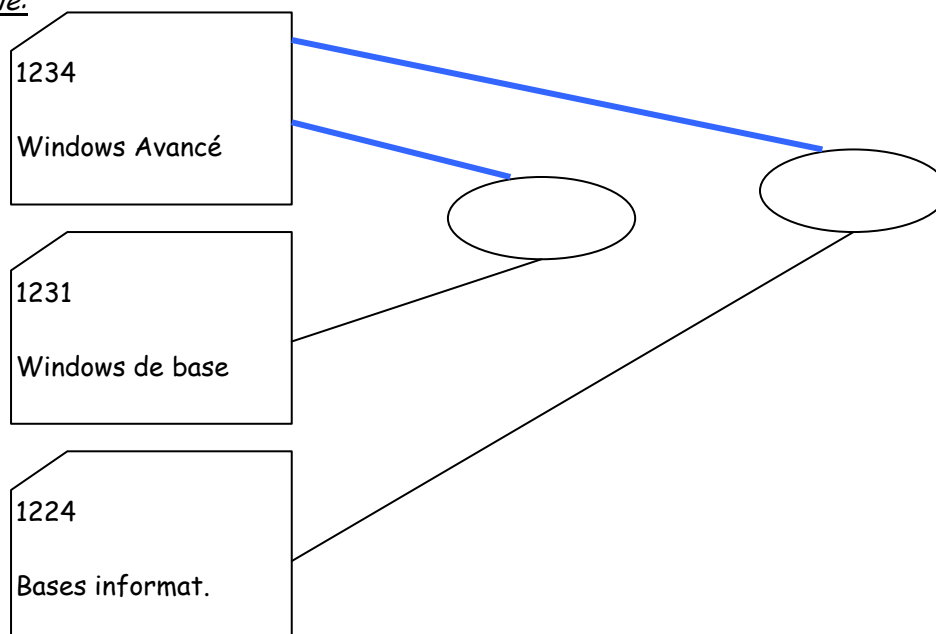 1234
Windows Avancé
1231
Windows de base
1224
Bases informat.